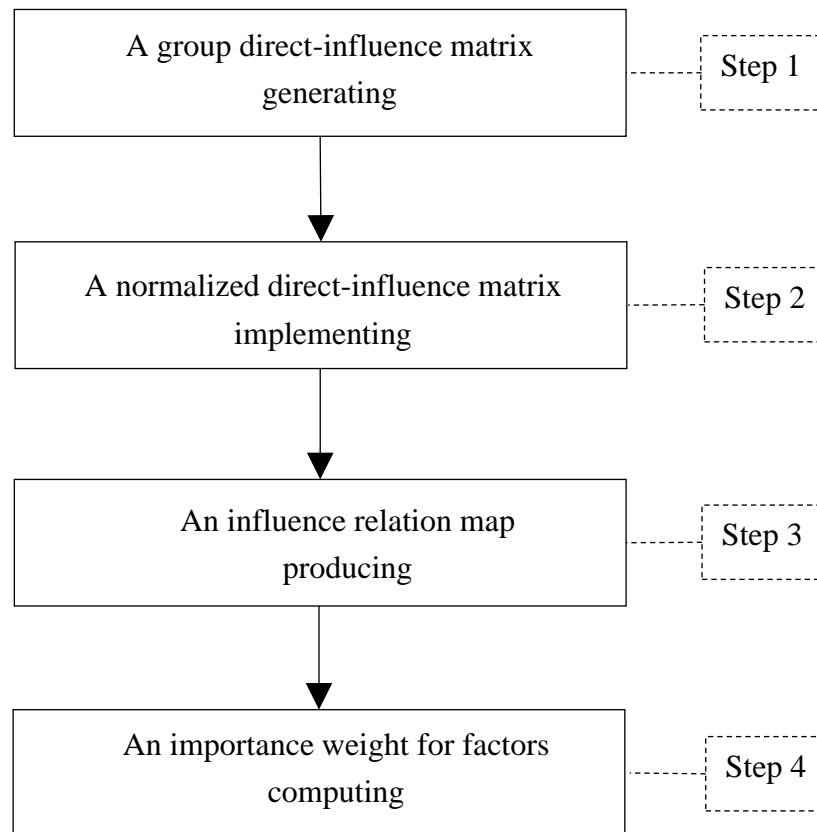 A group direct-influence matrix
generating
Step 1
A normalized direct-influence matrix
implementing
Step 2
An influence relation map
producing
Step 3
An importance weight for factors
computing
Step 4